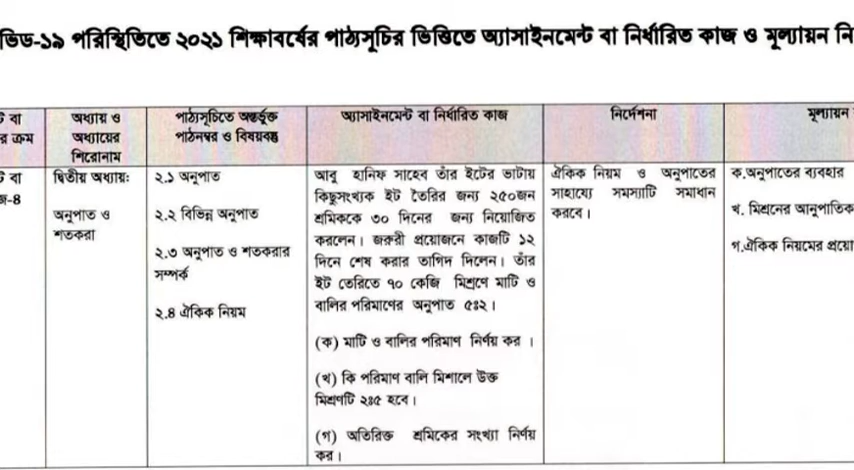 ভিড-১৯ পরিস্থিতিতে ২০২১ শিক্ষাবর্ষের পাঠ্যসূচির ভিত্তিতে অ্যাসাইনমেন্ট বা নির্ধারিত কাজ ও মূল্যায়ন নি
ট বা
র ক্রম
অধ্যায় ও
অধ্যায়ের
শিরোনাম
পাঠ্যসূচিতে অন্তর্ভুক্ত
পাঠনম্বর ও বিষয়বস্তু
অ্যাসাইনমেন্ট বা নির্ধারিত কাজ
নির্দেশনা
মূল্যায়ন
ট বা
জ-৪
দ্বিতীয় অধ্যায়:
অনুপাত ও
শতকরা
২.১ অনুপাত
২.২ বিভিন্ন অনুপাত
২.৩ অনুপাত ও শতকরার
সম্পর্ক
২.৪ ঐকিক নিয়ম
আবু হানিফ সাহেব তাঁর ইটের ভাটায়
কিছুসংখ্যক ইট তৈরির জন্য ২৫০জন
শ্রমিককে ৩০ দিনের জন্য নিয়োজিত
করলেন। জরুরী প্রয়োজনে কাজটি ১২
দিনে শেষ করার তাগিদ দিলেন। তাঁর
ইট তেরিতে ৭০ কেজি মিশ্রণে মাটি ও
বালির পরিমাণের অনুপাত ৫ঃ২।
(ক) মাটি ও বালির পরিমাণ নির্ণয় কর ।
(খ) কি পরিমাণ বালি মিশালে উক্ত
মিশ্রণটি ২ঃ৫ হবে।
(গ) অতিরিক্ত শ্রমিকের সংখ্যা নির্ণয়
কর।
ঐকিক নিয়ম ও অনুপাতের
সাহায্যে সমস্যাটি সমাধান
করবে।
ক.অনুপাতের ব্যবহার
খ. মিশ্রনের আনুপাতিক
গ.ঐকিক নিয়মের প্রয়ো